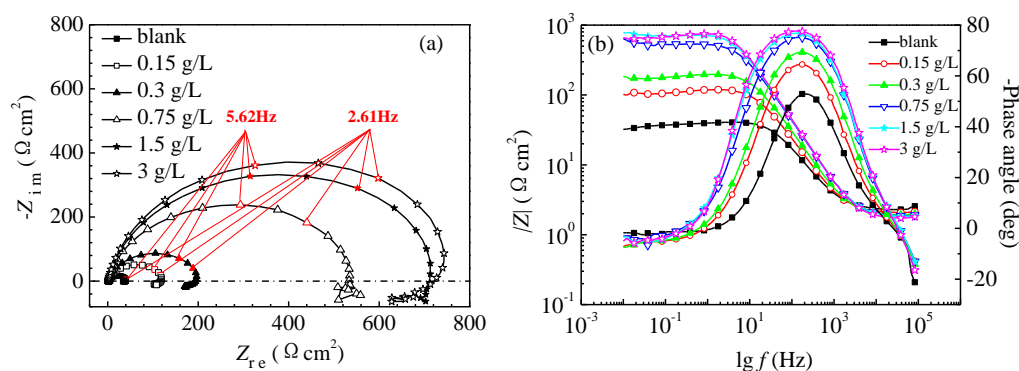 800
600
400
200
0
-200
-Z im (Ω cm²)
(a)
blank
0.15 g/L
0.3 g/L
0.75 g/L
1.5 g/L
3 g/L
5.62Hz
2.61Hz
0 200 400 600 800
Z re (Ω cm²)
10³
10²
10¹
10⁰
10⁻¹
|Z| (Ω cm²)
(b)
blank
0.15 g/L
0.3 g/L
0.75 g/L
1.5 g/L
3 g/L
80
60
40
20
0
-20
-Phase angle (deg)
10⁻³ 10⁻¹ 10¹ 10³ 10⁵
lg f (Hz)